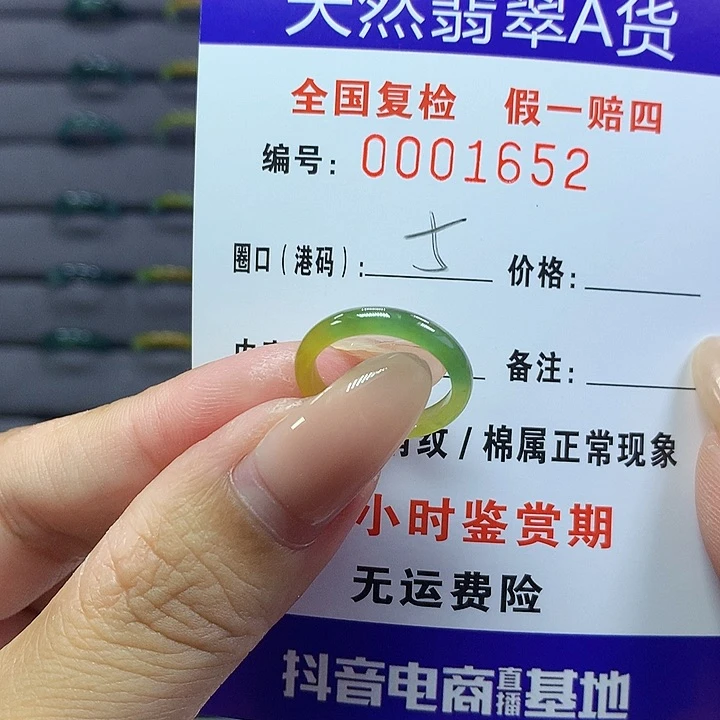 天然翡翠A货
全国复检 假一赔四
编号: 0001652
圈口(港码): 价格:
备注:
纹/棉属正常现象
小时鉴赏期
无运费险
抖音电商直播基地